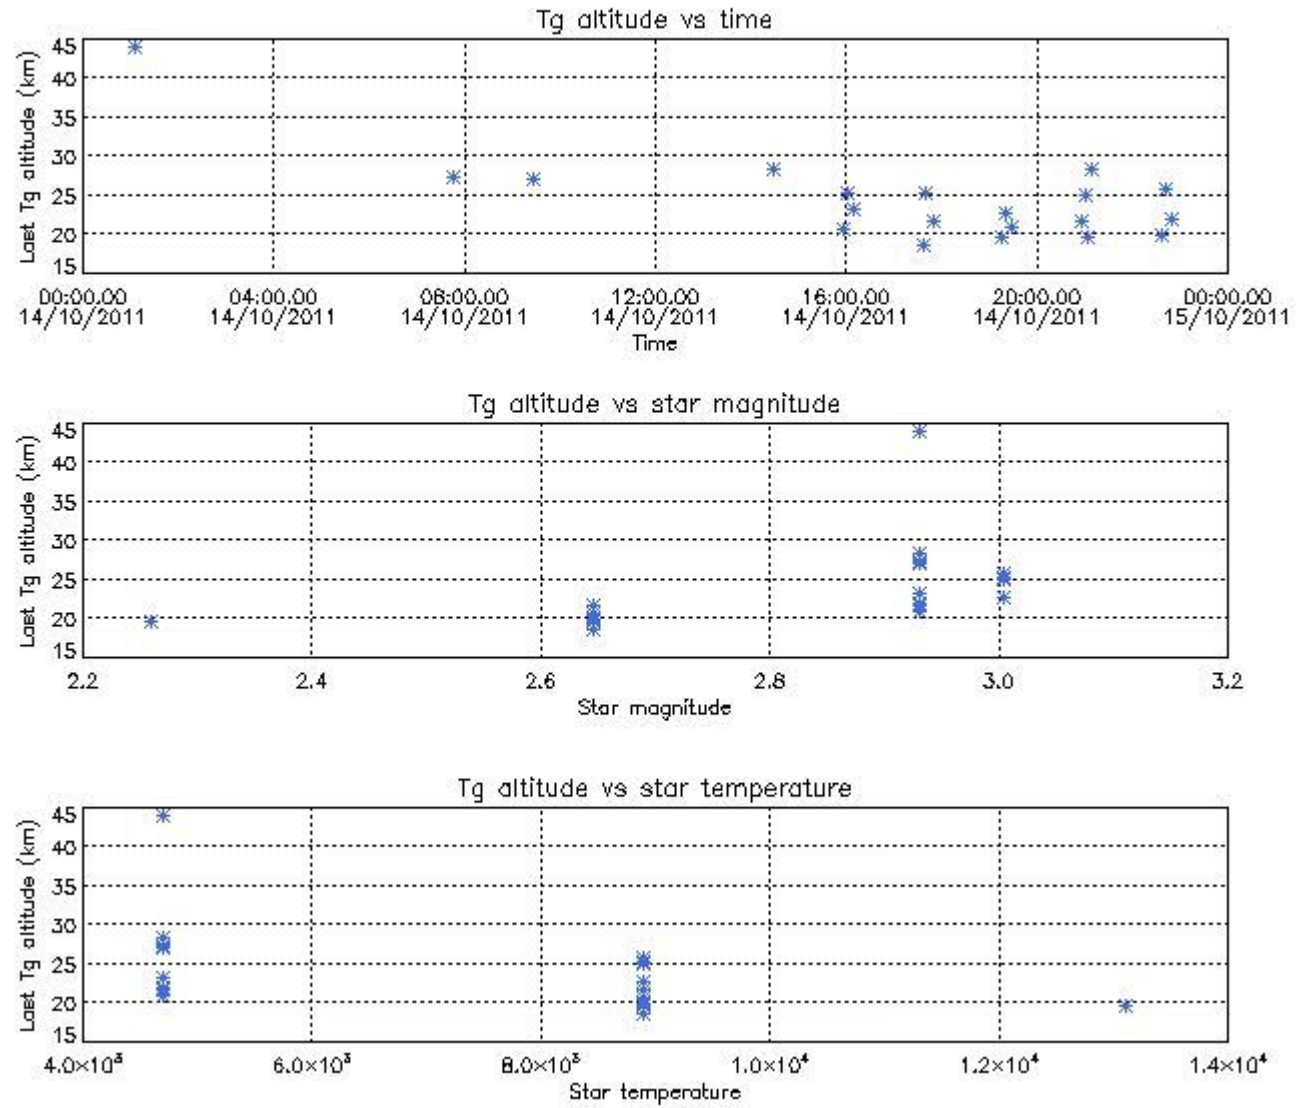 Tg altitude vs time
Last Tg altitude (km)
45
40
35
30
25
20
15
00:00.00 04:00.00 08:00.00 12:00.00 16:00.00 20:00.00 00:00.00
14/10/2011 14/10/2011 14/10/2011 14/10/2011 14/10/2011 14/10/2011 15/10/2011
Time
Tg altitude vs star magnitude
Last Tg altitude (km)
45
40
35
30
25
20
15
2.2 2.4 2.6 2.8 3.0 3.2
Star magnitude
Tg altitude vs star temperature
Last Tg altitude (km)
45
40
35
30
25
20
15
4.0×10³ 6.0×10³ 8.0×10³ 1.0×10⁴ 1.2×10⁴ 1.4×10⁴
Star temperature